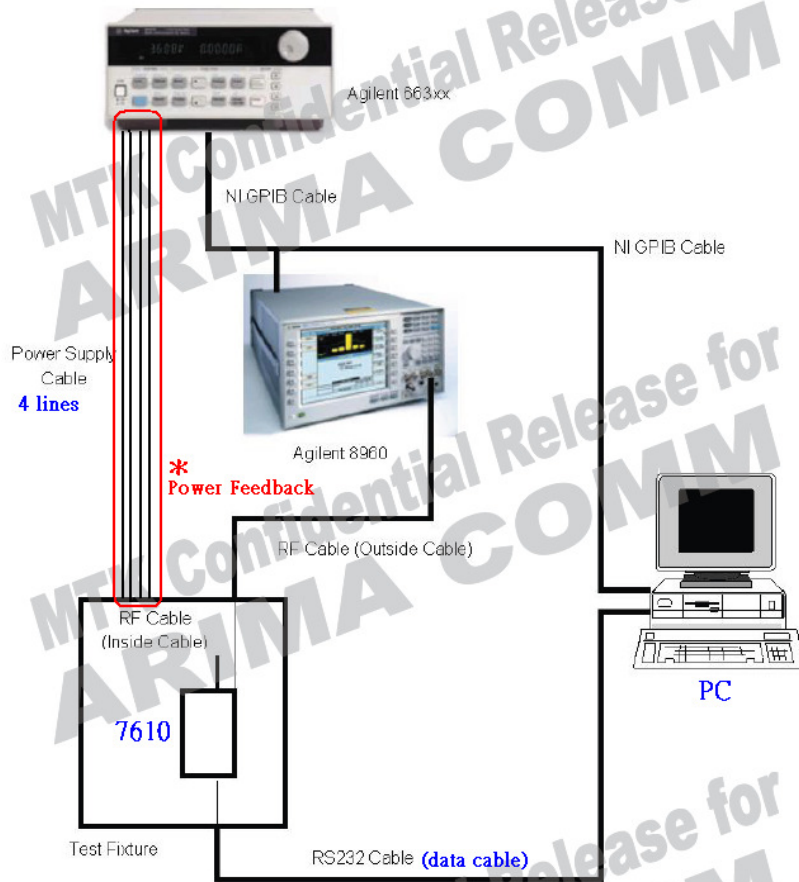 MTK Confidential Release for
ARIMA COMM
Agilent
Agilent 663xx
NI GPIB Cable
NI GPIB Cable
Power Supply
Cable
4 lines
*
Power Feedback
Agilent 8960
MTK Confidential Release for
ARIMA COMM
RF Cable (Outside Cable)
RF Cable
(Inside Cable)
7610
PC
Test Fixture
RS232 Cable (data cable)
Release for
COMM